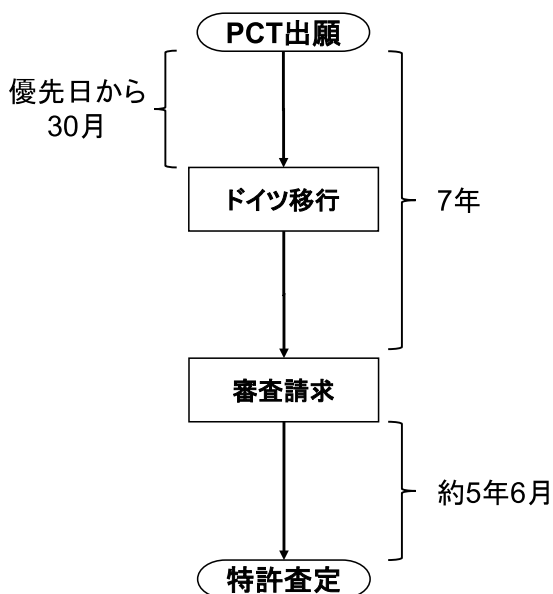 PCT出願
優先日から
30月
ドイツ移行
7年
審査請求
約5年6月
特許査定